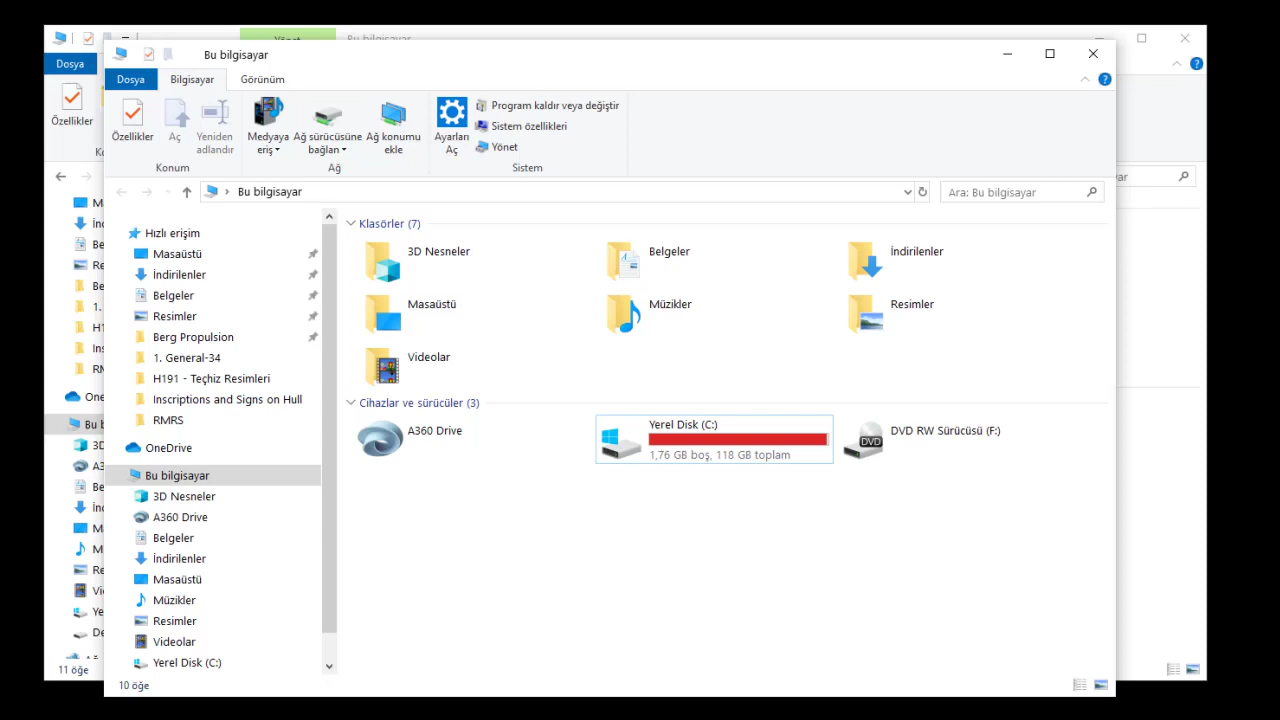 Yönet
Bu bilgisayar
Dosya
Özellikler
11 öğe
Bu bilgisayar
Dosya
Bilgisayar
Görünüm
Özellikler
Aç
Yeniden
adlandır
Konum
Medyaya
eriş
Ağ sürücüsüne
bağlan
Ağ konumu
ekle
Ağ
Ayarları
Aç
Program kaldır veya değiştir
Sistem özellikleri
Yönet
Sistem
Bu bilgisayar
Ara: Bu bilgisayar
Hızlı erişim
Masaüstü
İndirilenler
Belgeler
Resimler
Berg Propulsion
1. General-34
H191 - Teçhiz Resimleri
Inscriptions and Signs on Hull
RMRS
OneDrive
Bu bilgisayar
3D Nesneler
A360 Drive
Belgeler
İndirilenler
Masaüstü
Müzikler
Resimler
Videolar
Yerel Disk (C:)
Klasörler (7)
3D Nesneler
Belgeler
İndirilenler
Masaüstü
Müzikler
Resimler
Videolar
Cihazlar ve sürücüler (3)
A360 Drive
Yerel Disk (C:)
1,76 GB boş, 118 GB toplam
DVD RW Sürücüsü (F:)
DVD
10 öğe